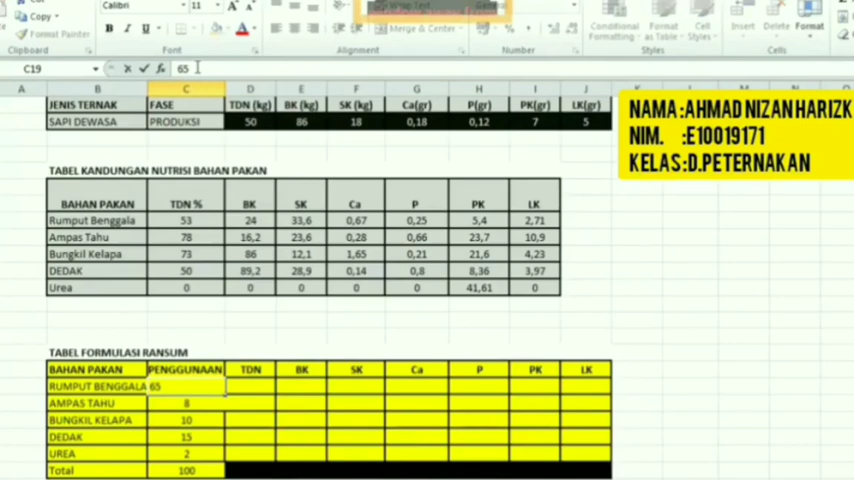 Copy
Format Painter
Clipboard
Calibri
11
B I U
Font
Wrap Text
Merge & Center
Alignment
General
%
Number
Conditional Formatting
Format as Table
Cell Styles
Styles
Insert Delete Format
Cells
C19 fx 65
A B C D E F G H I J K L M N
JENIS TERNAK FASE TDN (kg) BK (kg) SK (kg) Ca(gr) P(gr) PK(gr) LK(gr)
SAPI DEWASA PRODUKSI 50 86 18 0,18 0,12 7 5
NAMA :AHMAD NIZAN HARIZK
NIM. :E10019171
KELAS :D.PETERNAKAN
TABEL KANDUNGAN NUTRISI BAHAN PAKAN
BAHAN PAKAN TDN % BK SK Ca P PK LK
Rumput Benggala 53 24 33,6 0,67 0,25 5,4 2,71
Ampas Tahu 78 16,2 23,6 0,28 0,66 23,7 10,9
Bungkil Kelapa 73 86 12,1 1,65 0,21 21,6 4,23
DEDAK 50 89,2 28,9 0,14 0,8 8,36 3,97
Urea 0 0 0 0 0 41,61 0
TABEL FORMULASI RANSUM
BAHAN PAKAN PENGGUNAAN TDN BK SK Ca P PK LK
RUMPUT BENGGALA 65
AMPAS TAHU 8
BUNGKIL KELAPA 10
DEDAK 15
UREA 2
Total 100